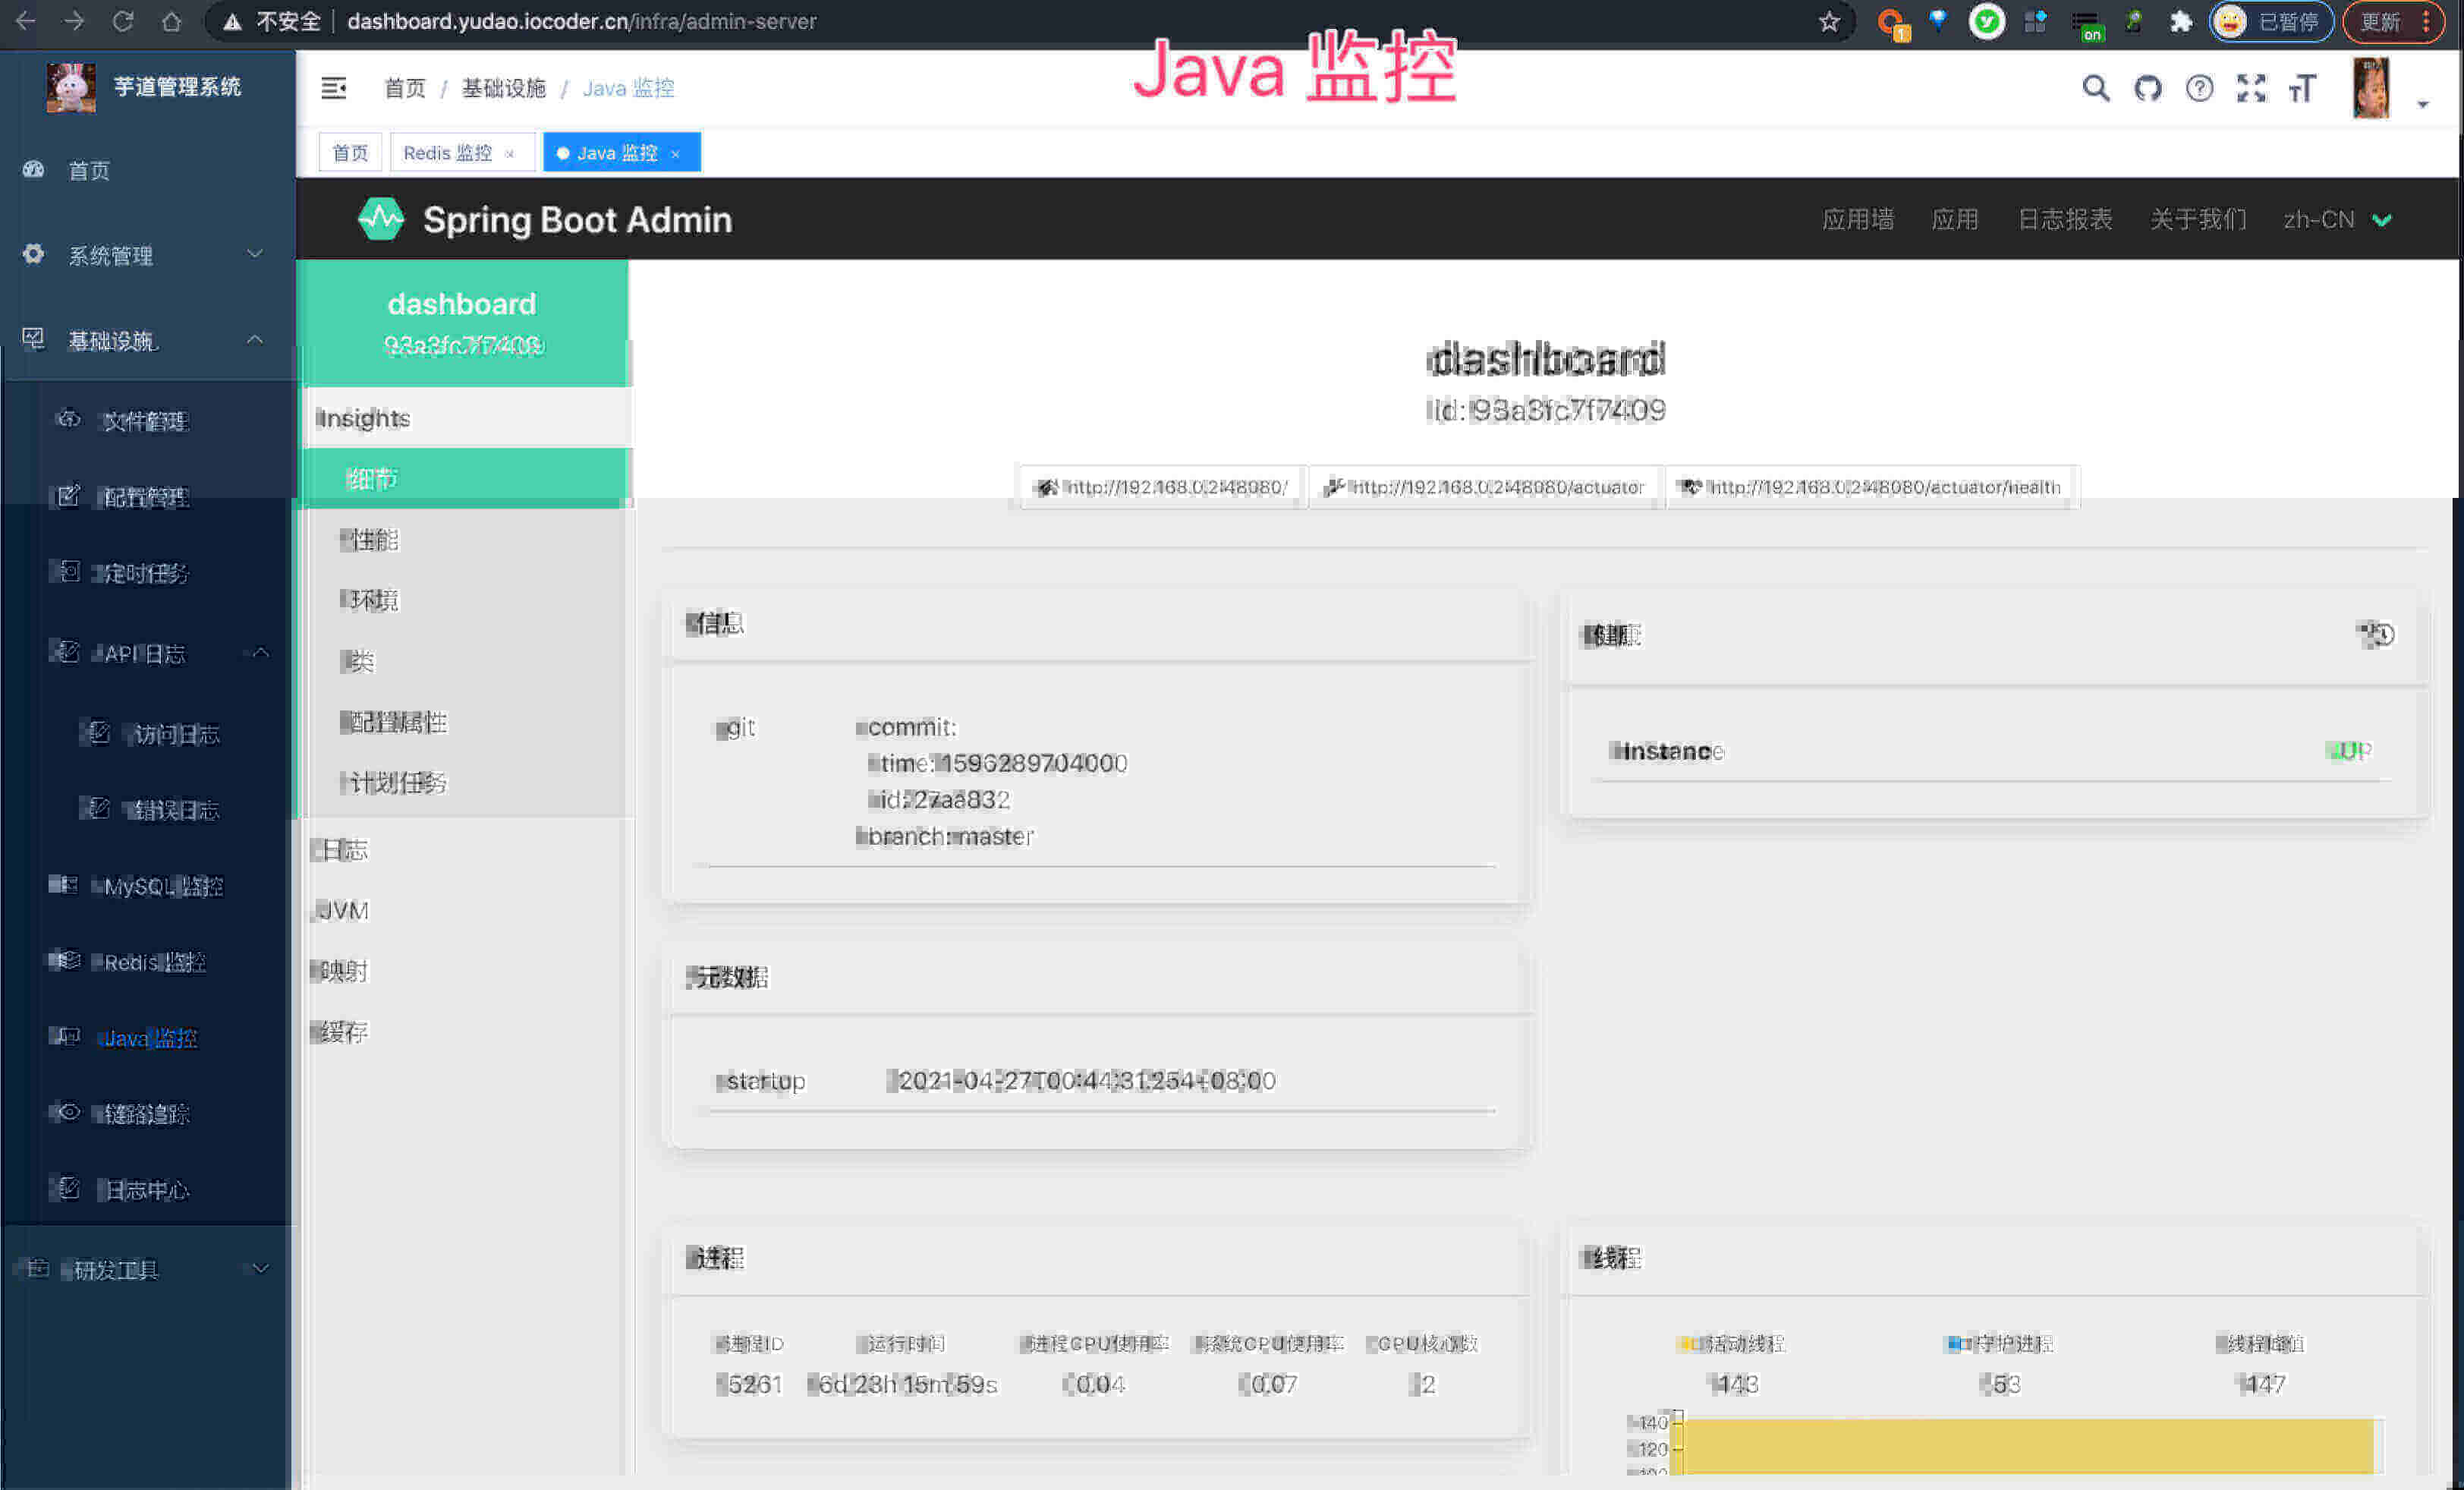 不安全 dashboard.yudao.iocoder.cn/infra/admin-server
1
on
已暂停
更新
Java 监控
芋道管理系统
首页 / 基础设施 / Java 监控
首页
Redis 监控 ×
Java 监控 ×
首页
系统管理
基础设施
文件管理
配置管理
定时任务
API 日志
访问日志
错误日志
MySQL 监控
Redis 监控
Java 监控
链路追踪
日志中心
研发工具
Spring Boot Admin
应用墙
应用
日志报表
关于我们
zh-CN
dashboard
93a3fc7f7409
Insights
细节
性能
环境
类
配置属性
计划任务
日志
JVM
映射
缓存
dashboard
Id: 93a3fc7f7409
http://192.168.0.2:48080/
http://192.168.0.2:48080/actuator
http://192.168.0.2:48080/actuator/health
信息
git
commit:
time: 1596289704000
id: 27aa832
branch: master
健康
Instance
UP
元数据
startup
2021-04-27T00:44:31.254+08:00
进程
进程ID 运行时间 进程CPU使用率 系统CPU使用率 CPU核心数
5261 6d 23h 15m 59s 0.04 0.07 2
线程
活动线程 守护进程 线程峰值
143 53 147
140
120